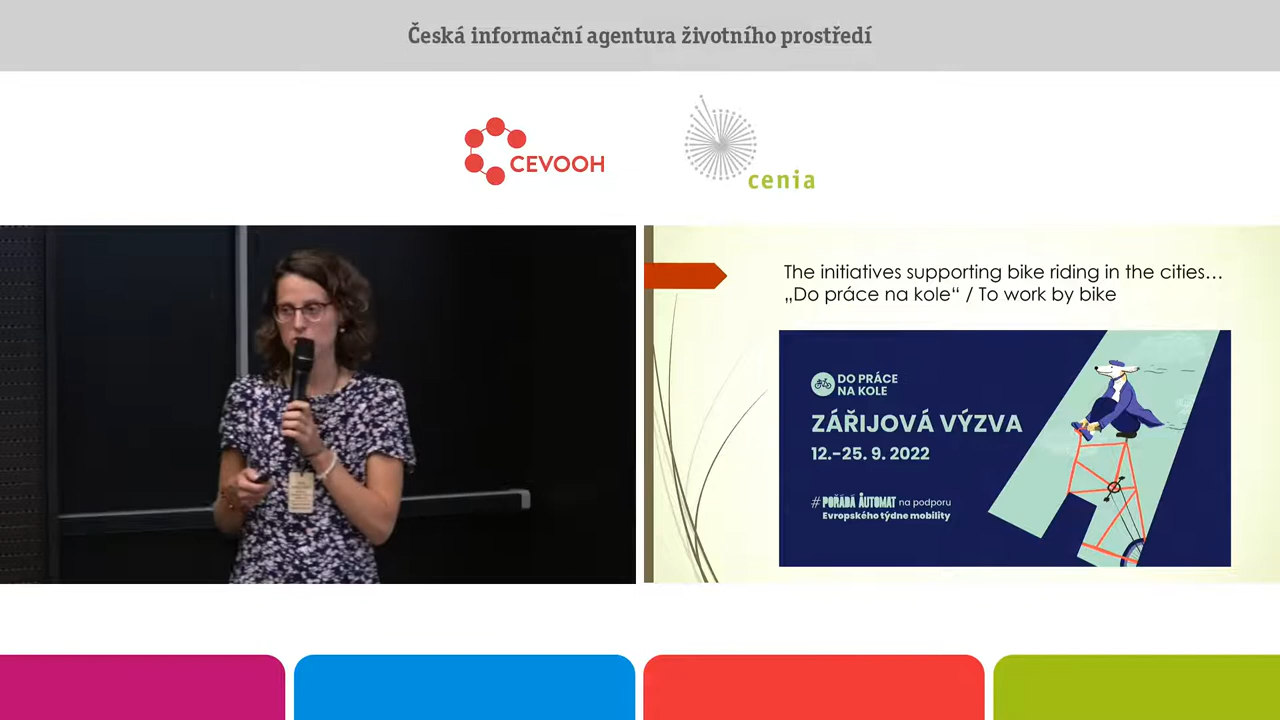 Česká informační agentura životního prostředí
CEVOOH
cenia
The initiatives supporting bike riding in the cities…
„Do práce na kole“ / To work by bike
DO PRÁCE
NA KOLE
ZÁŘIJOVÁ VÝZVA
12.–25. 9. 2022
#POŘÁDÁ AUTOMAT na podporu
Evropského týdne mobility